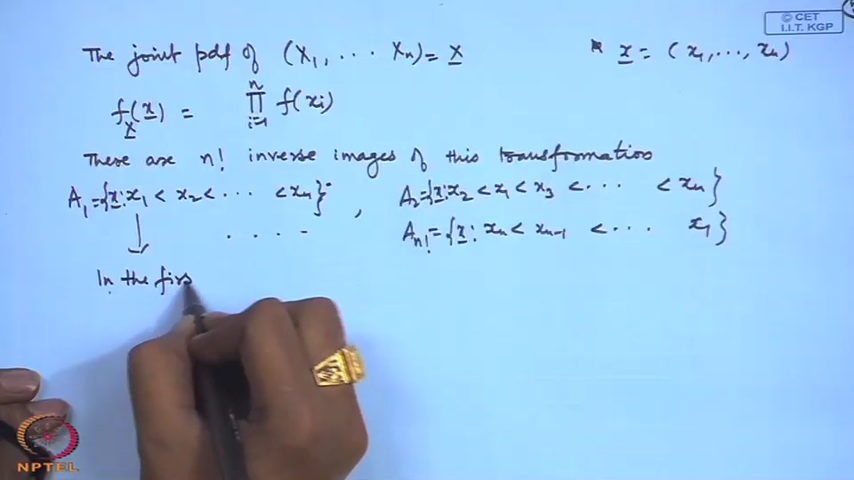 © CET
I.I.T. KGP
The joint pdf of (X1, ... Xn) = X x = (x1, ..., xn)
fX(x) = ∏ᵢ₌₁ⁿ f(xi)
There are n! inverse images of this transformation
A1 = {x: x1 < x2 < ... < xn}, A2 = {x: x2 < x1 < x3 < ... < xn}
. . . . An! = {x: xn < xn-1 < ... x1}
In the firs
NPTEL